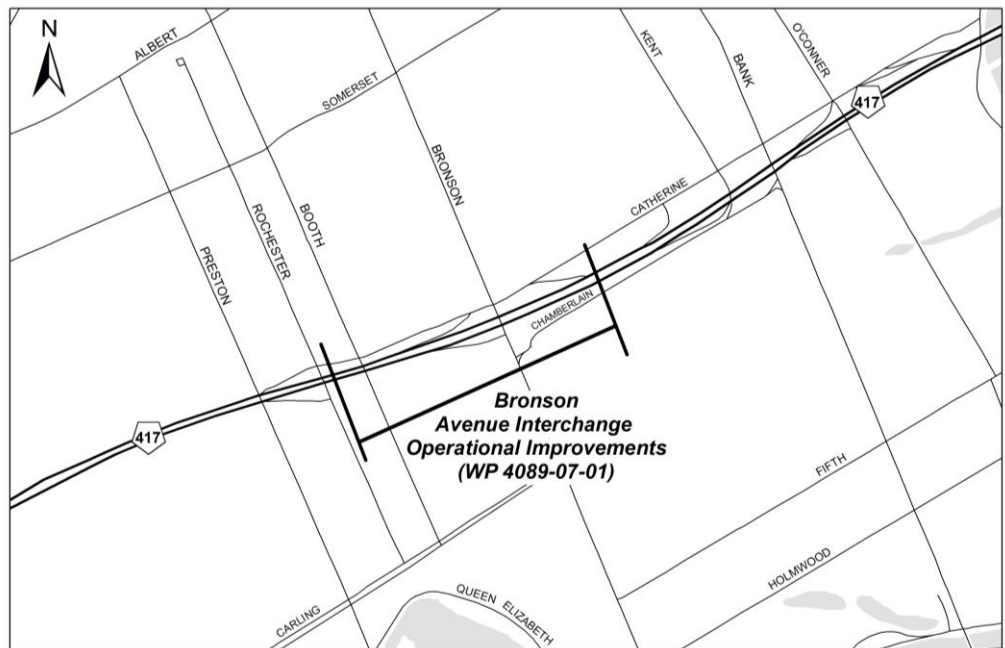 N
ALBERT
SOMERSET
KENT
BANK
O'CONNER
417
BRONSON
CATHERINE
ROCHESTER
BOOTH
PRESTON
CHAMBERLAIN
417
Bronson
Avenue Interchange
Operational Improvements
(WP 4089-07-01)
FIFTH
HOLMWOOD
CARLING
QUEEN ELIZABETH